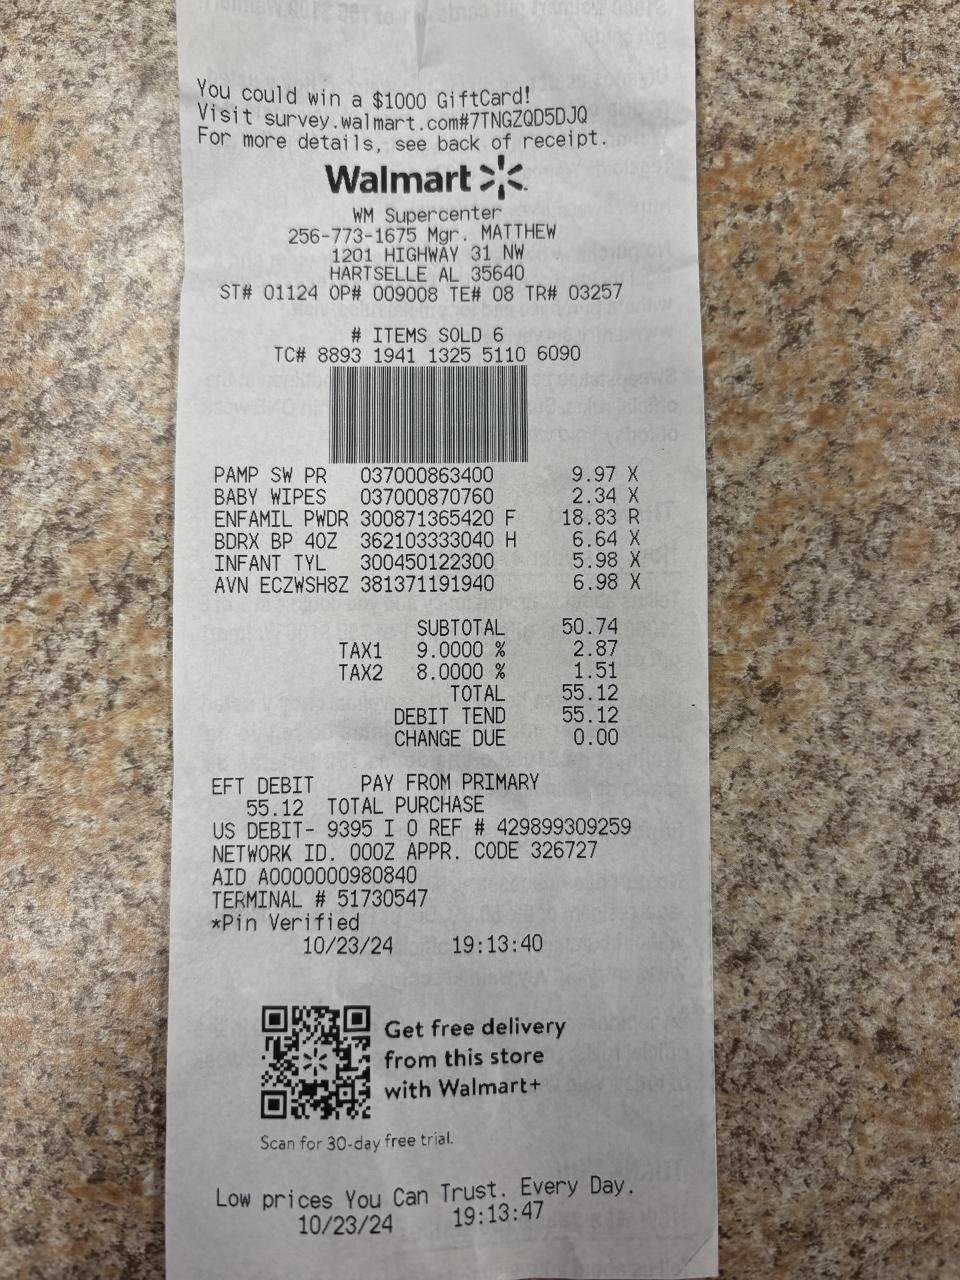 You could win a $1000 GiftCard!
Visit survey.walmart.com#7TNGZQD5DJQ
For more details, see back of receipt.
Walmart
WM Supercenter
256-773-1675 Mgr. MATTHEW
1201 HIGHWAY 31 NW
HARTSELLE AL 35640
ST# 01124 OP# 009008 TE# 08 TR# 03257
# ITEMS SOLD 6
TC# 8893 1941 1325 5110 6090
PAMP SW PR 037000863400 9.97 X
BABY WIPES 037000870760 2.34 X
ENFAMIL PWDR 300871365420 F 18.83 R
BDRX BP 4OZ 362103333040 H 6.64 X
INFANT TYL 300450122300 5.98 X
AVN ECZWSH8Z 381371191940 6.98 X
SUBTOTAL 50.74
TAX1 9.0000 % 2.87
TAX2 8.0000 % 1.51
TOTAL 55.12
DEBIT TEND 55.12
CHANGE DUE 0.00
EFT DEBIT PAY FROM PRIMARY
55.12 TOTAL PURCHASE
US DEBIT- 9395 I 0 REF # 429899309259
NETWORK ID. 000Z APPR. CODE 326727
AID A0000000980840
TERMINAL # 51730547
*Pin Verified
10/23/24 19:13:40
Get free delivery
from this store
with Walmart+
Scan for 30-day free trial.
Low prices You Can Trust. Every Day.
10/23/24 19:13:47